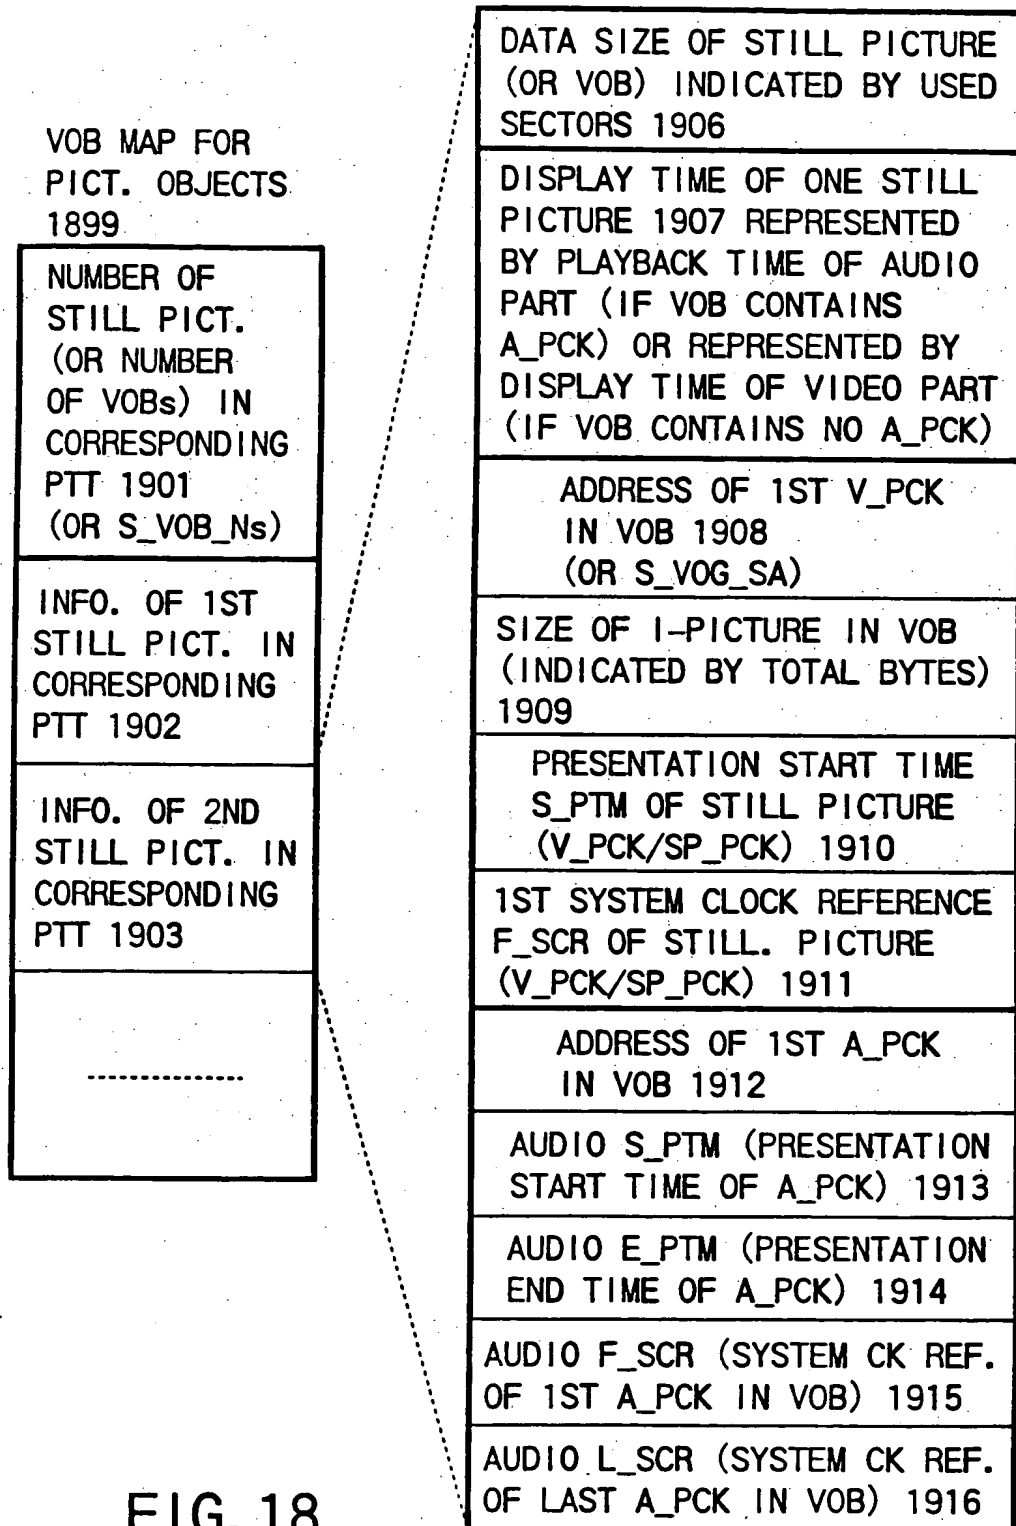 VOB MAP FOR
PICT. OBJECTS
1899
NUMBER OF
STILL PICT.
(OR NUMBER
OF VOBs) IN
CORRESPONDING
PTT 1901
(OR S_VOB_Ns)
INFO. OF 1ST
STILL PICT. IN
CORRESPONDING
PTT 1902
INFO. OF 2ND
STILL PICT. IN
CORRESPONDING
PTT 1903
DATA SIZE OF STILL PICTURE
(OR VOB) INDICATED BY USED
SECTORS 1906
DISPLAY TIME OF ONE STILL
PICTURE 1907 REPRESENTED
BY PLAYBACK TIME OF AUDIO
PART (IF VOB CONTAINS
A_PCK) OR REPRESENTED BY
DISPLAY TIME OF VIDEO PART
(IF VOB CONTAINS NO A_PCK)
ADDRESS OF 1ST V_PCK
IN VOB 1908
(OR S_VOG_SA)
SIZE OF I-PICTURE IN VOB
(INDICATED BY TOTAL BYTES)
1909
PRESENTATION START TIME
S_PTM OF STILL PICTURE
(V_PCK/SP_PCK) 1910
1ST SYSTEM CLOCK REFERENCE
F_SCR OF STILL. PICTURE
(V_PCK/SP_PCK) 1911
ADDRESS OF 1ST A_PCK
IN VOB 1912
AUDIO S_PTM (PRESENTATION
START TIME OF A_PCK) 1913
AUDIO E_PTM (PRESENTATION
END TIME OF A_PCK) 1914
AUDIO F_SCR (SYSTEM CK REF.
OF 1ST A_PCK IN VOB) 1915
AUDIO L_SCR (SYSTEM CK REF.
OF LAST A_PCK IN VOB) 1916
FIG. 18